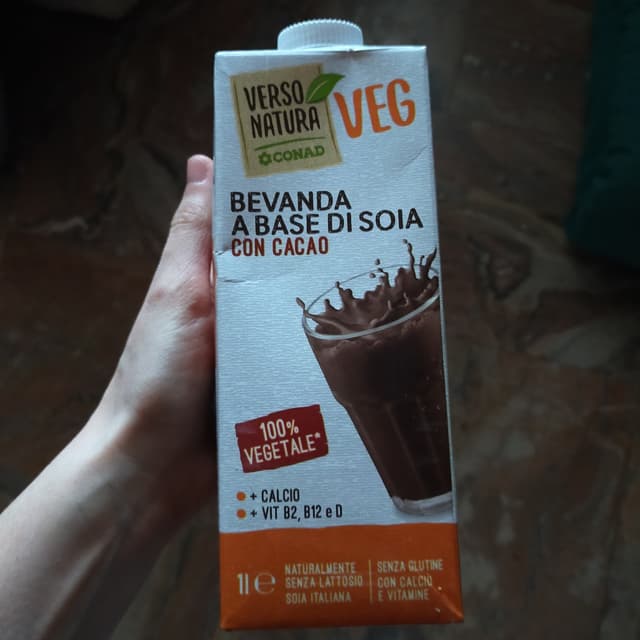 VERSO
NATURA
CONAD
VEG
BEVANDA
A BASE DI SOIA
CON CACAO
100%
VEGETALE*
+ CALCIO
+ VIT B2, B12 e D
1l e
NATURALMENTE
SENZA LATTOSIO
SOIA ITALIANA
SENZA GLUTINE
CON CALCIO
E VITAMINE